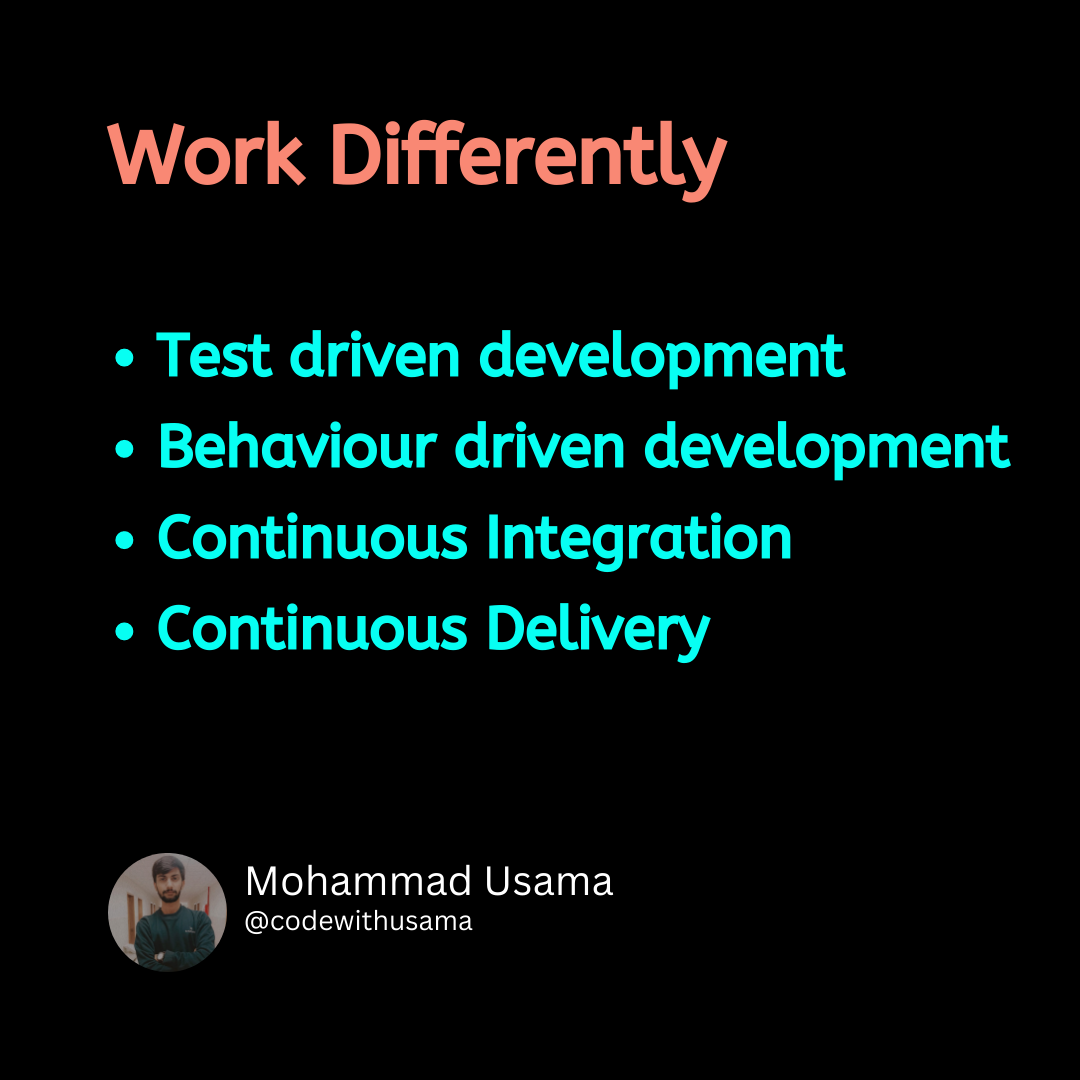 Work Differently
• Test driven development
• Behaviour driven development
• Continuous Integration
• Continuous Delivery
Mohammad Usama
@codewithusama